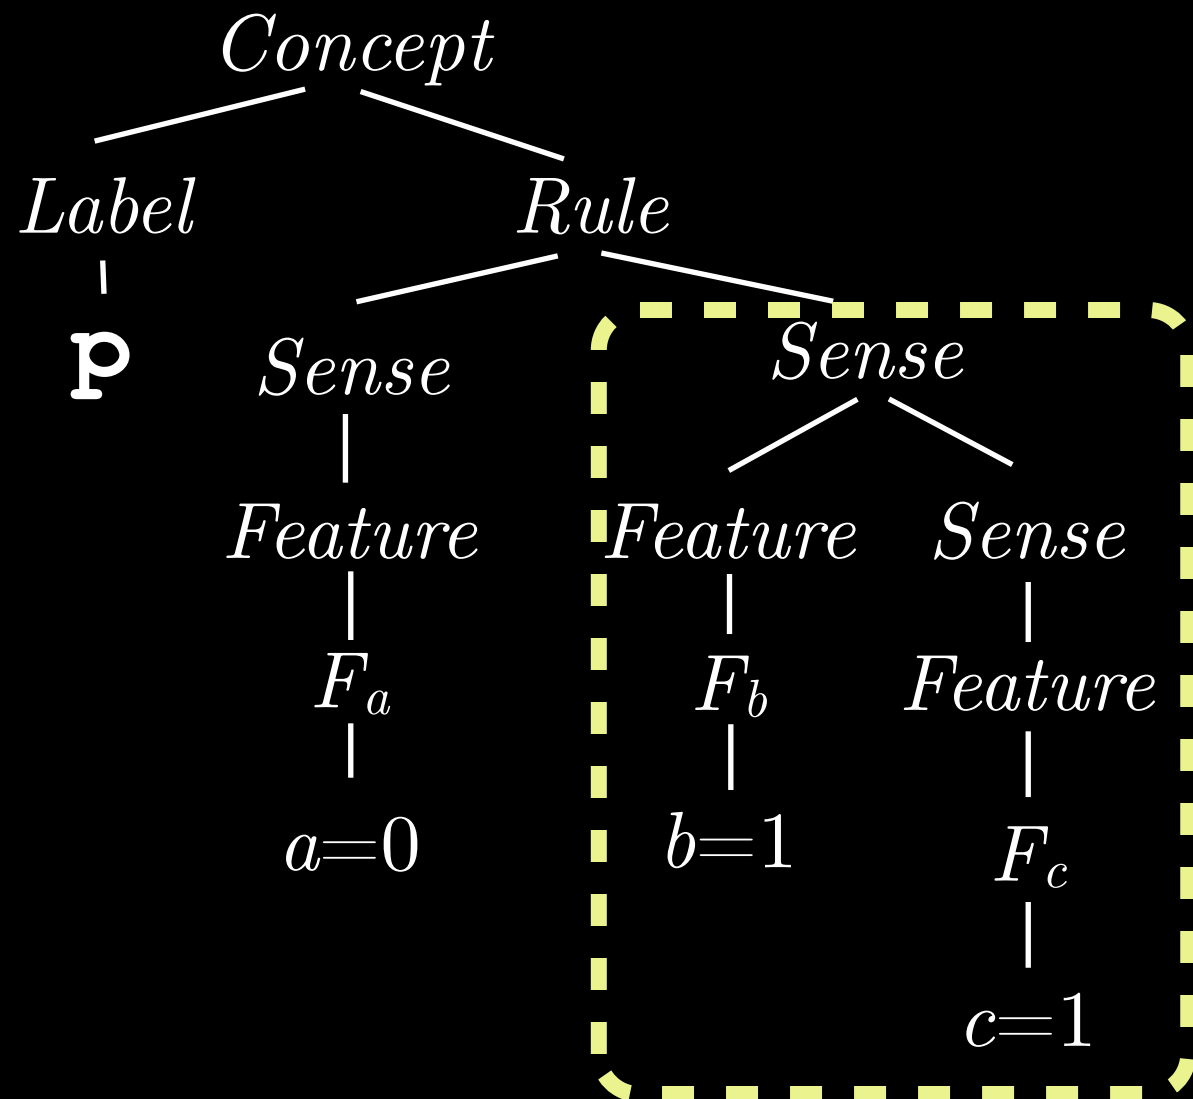 Concept
Label Rule
p Sense Sense
Feature Feature Sense
F_a F_b Feature
a=0 b=1 F_c
c=1